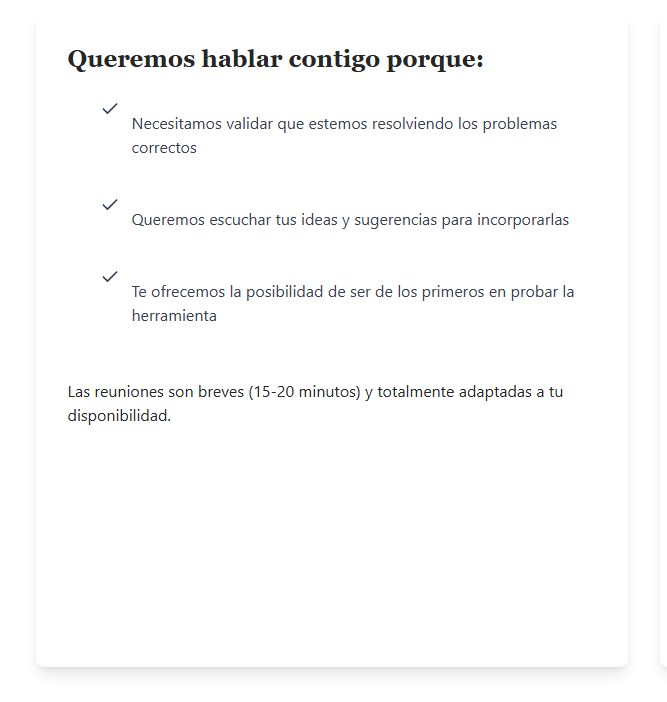 Queremos hablar contigo porque:
Necesitamos validar que estemos resolviendo los problemas
correctos
Queremos escuchar tus ideas y sugerencias para incorporarlas
Te ofrecemos la posibilidad de ser de los primeros en probar la
herramienta
Las reuniones son breves (15-20 minutos) y totalmente adaptadas a tu
disponibilidad.